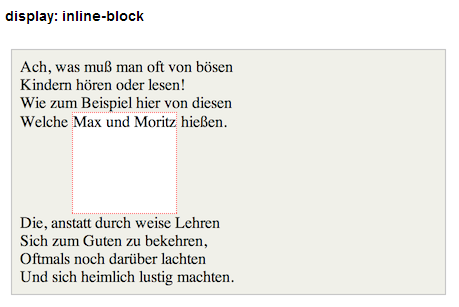 display: inline-block
Ach, was muß man oft von bösen
Kindern hören oder lesen!
Wie zum Beispiel hier von diesen
Welche Max und Moritz hießen.
Die, anstatt durch weise Lehren
Sich zum Guten zu bekehren,
Oftmals noch darüber lachten
Und sich heimlich lustig machten.